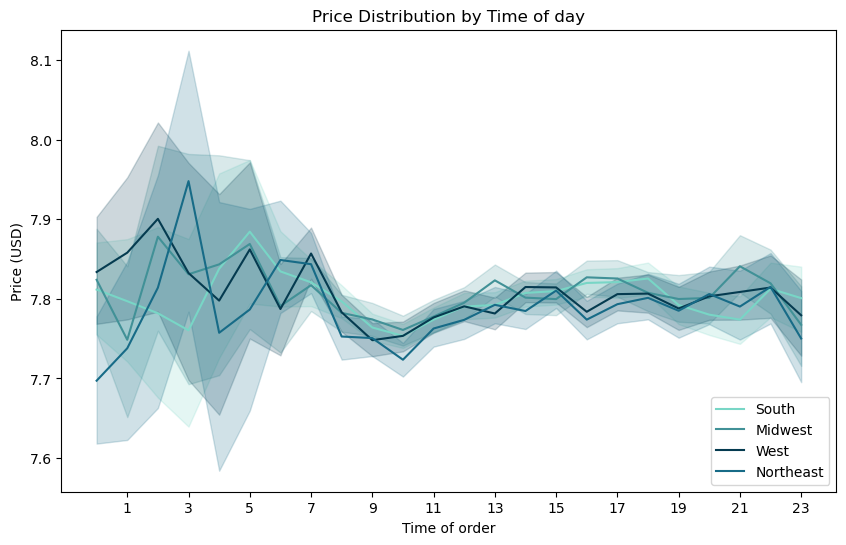 Price Distribution by Time of day
Price (USD)
8.1
8.0
7.9
7.8
7.7
7.6
1 3 5 7 9 11 13 15 17 19 21 23
Time of order
South
Midwest
West
Northeast